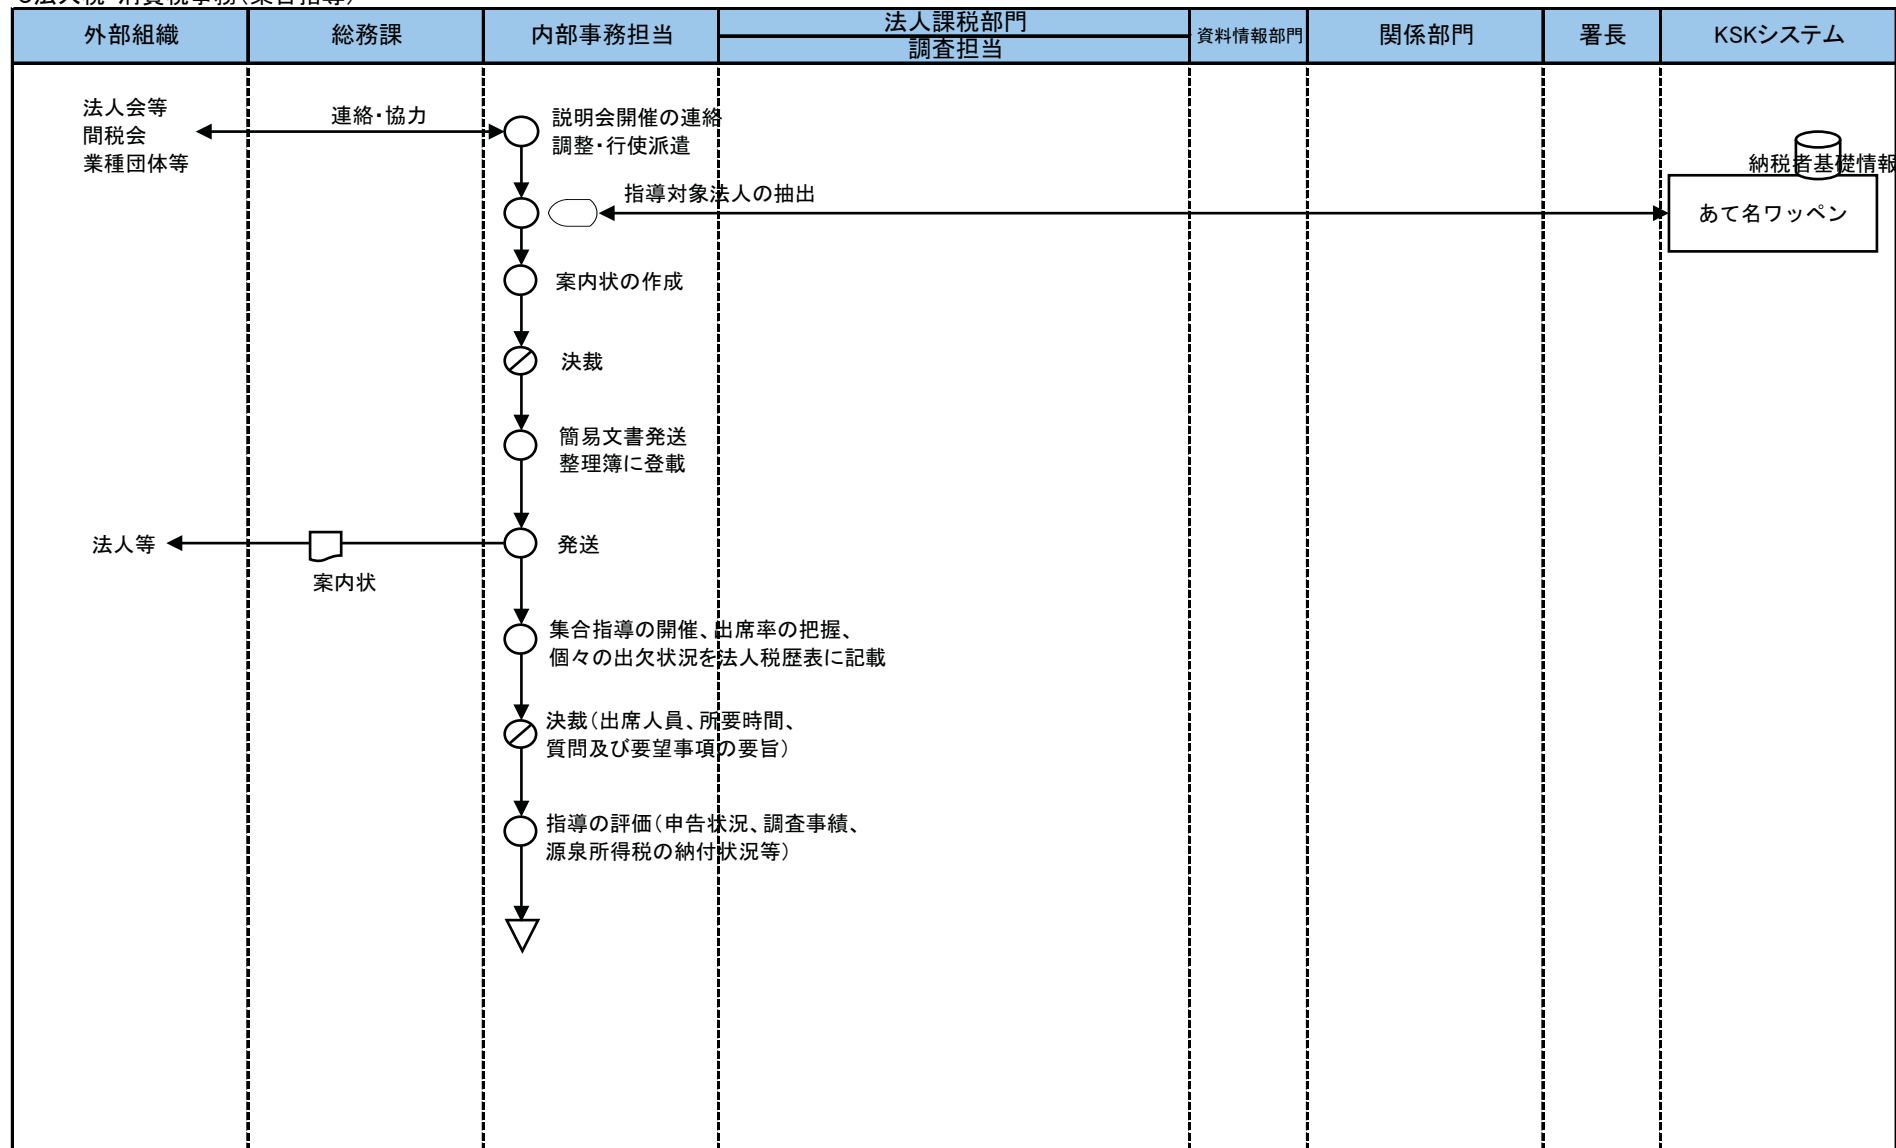 外部組織
総務課
内部事務担当
法人課税部門
調査担当
資料情報部門
関係部門
署長
KSKシステム
法人会等
間税会
業種団体等
連絡・協力
説明会開催の連絡
調整・行使派遣
納税者基礎情報
指導対象法人の抽出
あて名ワッペン
案内状の作成
決裁
簡易文書発送
整理簿に登載
法人等
発送
案内状
集合指導の開催、出席率の把握、
個々の出欠状況を法人税歴表に記載
決裁(出席人員、所要時間、
質問及び要望事項の要旨)
指導の評価(申告状況、調査事績、
源泉所得税の納付状況等)